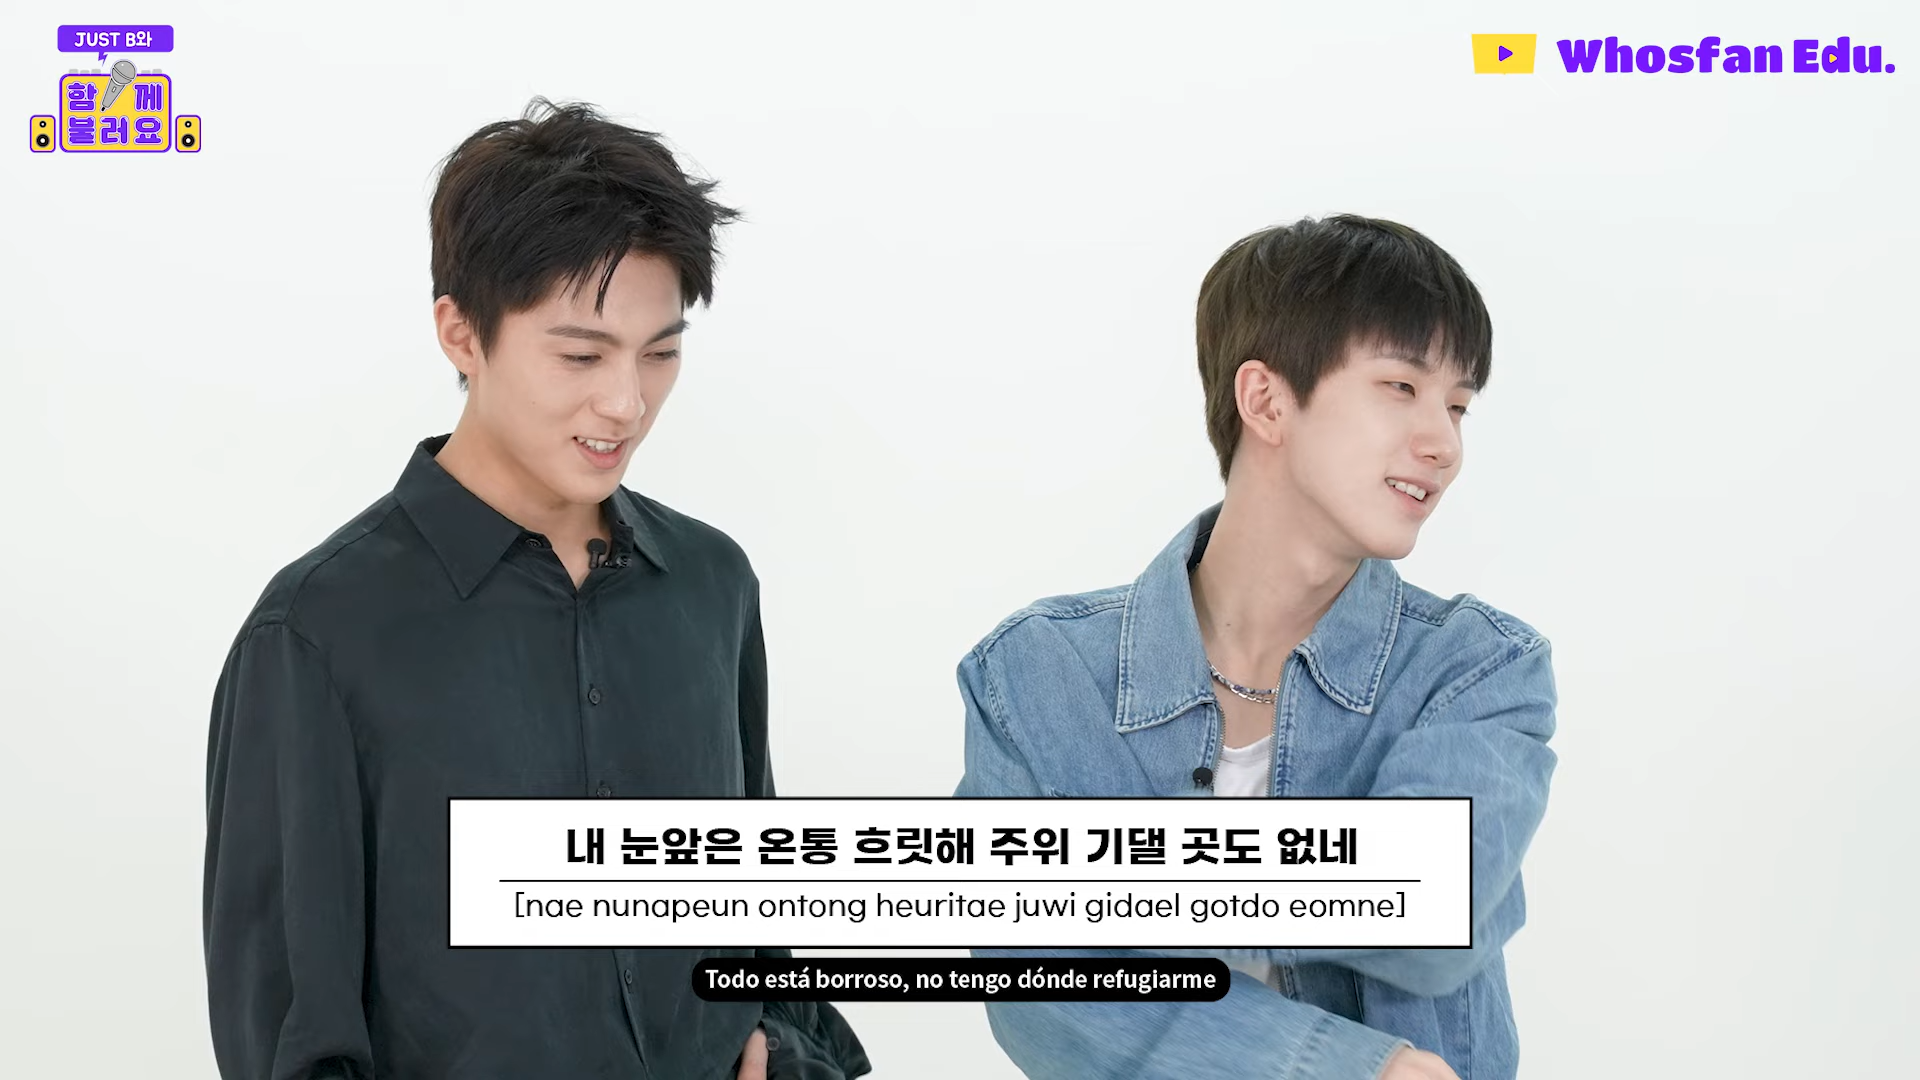 JUST B와
함께
불러요
Whosfan Edu.
내 눈앞은 온통 흐릿해 주위 기댈 곳도 없네
[nae nunapeun ontong heuritae juwi gidael gotdo eomne]
Todo está borroso, no tengo dónde refugiarme